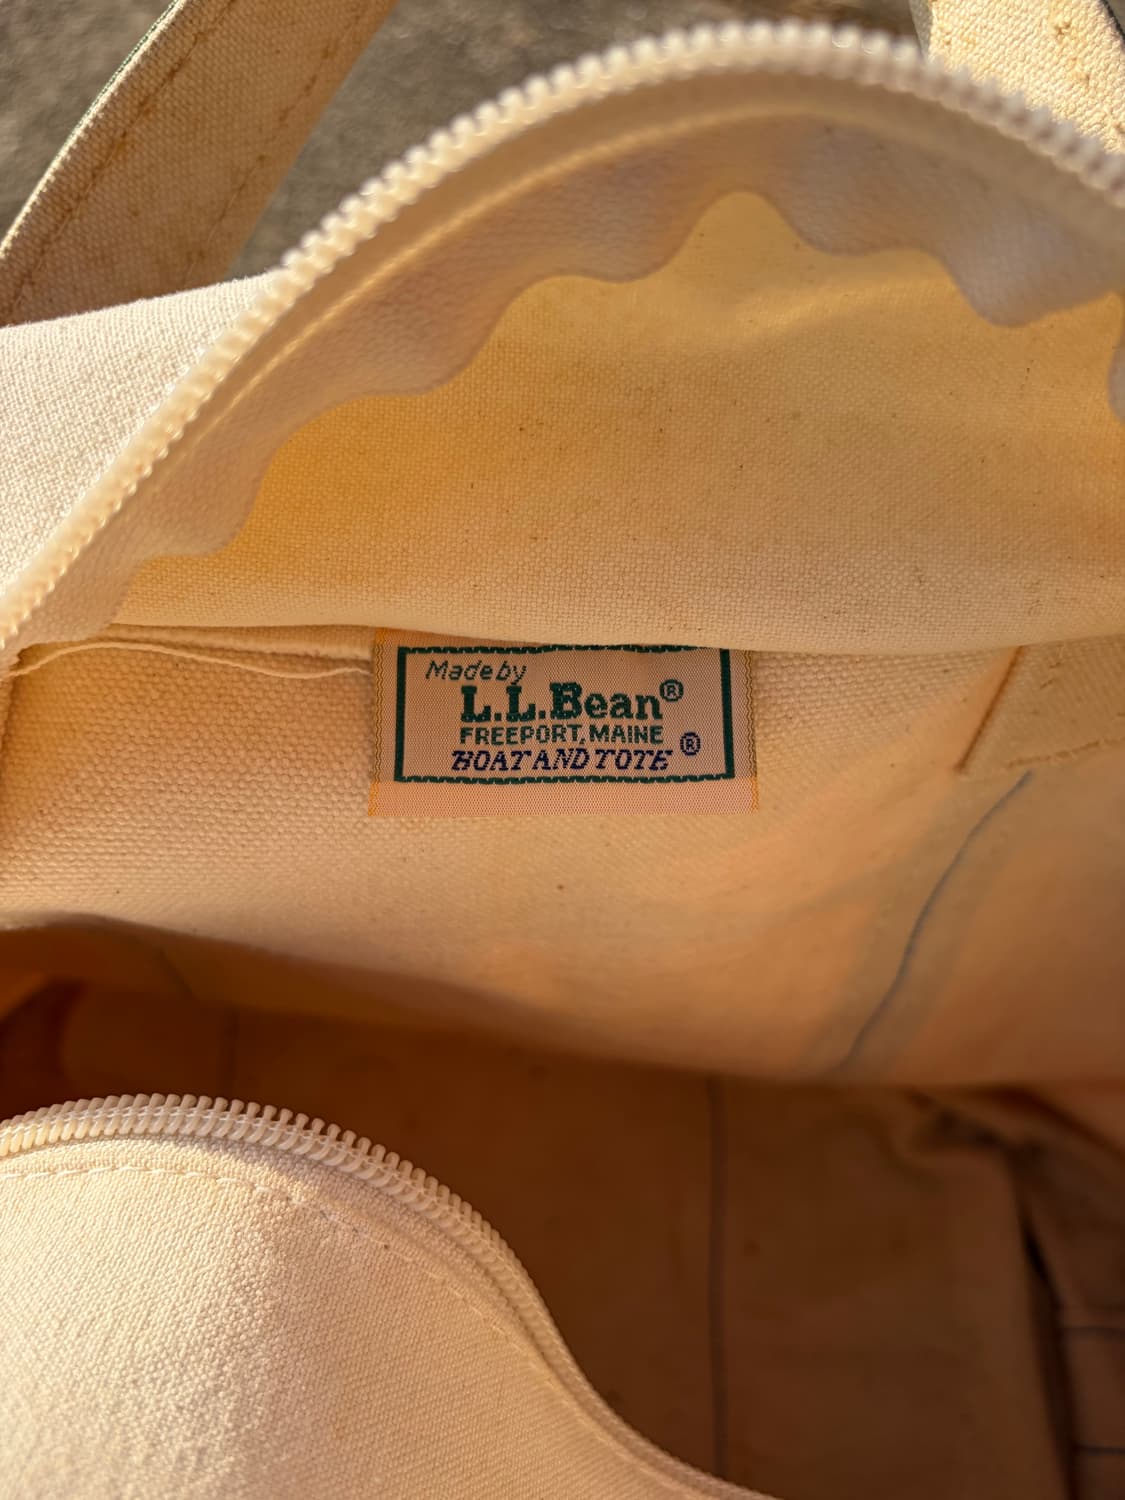 Made by
L.L.Bean®
FREEPORT, MAINE
BOAT AND TOTE ®